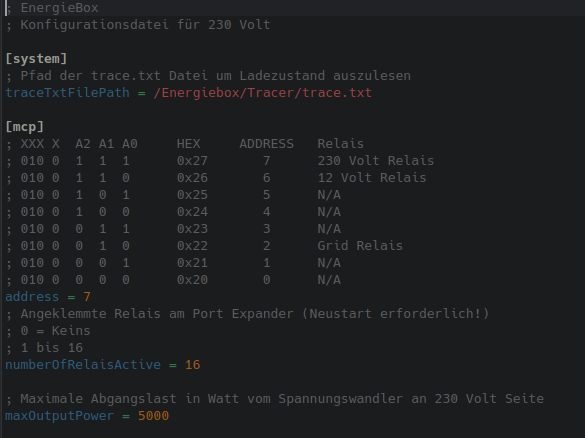 ; EnergieBox
; Konfigurationsdatei für 230 Volt
[system]
; Pfad der trace.txt Datei um Ladezustand auszulesen
traceTxtFilePath = /Energiebox/Tracer/trace.txt
[mcp]
; XXX X  A2 A1 A0     HEX     ADDRESS   Relais
; 010 0  1  1  1      0x27       7      230 Volt Relais
; 010 0  1  1  0      0x26       6      12 Volt Relais
; 010 0  1  0  1      0x25       5      N/A
; 010 0  1  0  0      0x24       4      N/A
; 010 0  0  1  1      0x23       3      N/A
; 010 0  0  1  0      0x22       2      Grid Relais
; 010 0  0  0  1      0x21       1      N/A
; 010 0  0  0  0      0x20       0      N/A
address = 7
; Angeklemmte Relais am Port Expander (Neustart erforderlich!)
; 0 = Keins
; 1 bis 16
numberOfRelaisActive = 16
; Maximale Abgangslast in Watt vom Spannungswandler an 230 Volt Seite
maxOutputPower = 5000